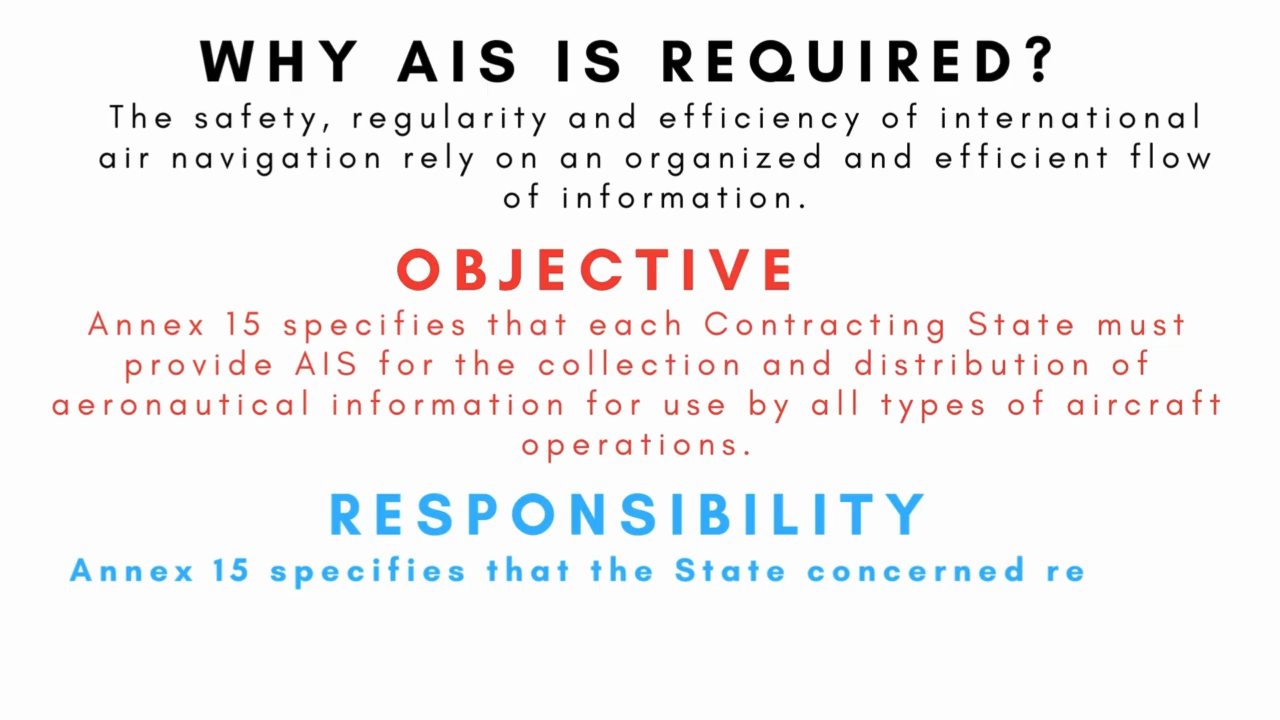 WHY AIS IS REQUIRED?
The safety, regularity and efficiency of international
air navigation rely on an organized and efficient flow
of information.
OBJECTIVE
Annex 15 specifies that each Contracting State must
provide AIS for the collection and distribution of
aeronautical information for use by all types of aircraft
operations.
RESPONSIBILITY
Annex 15 specifies that the State concerned re